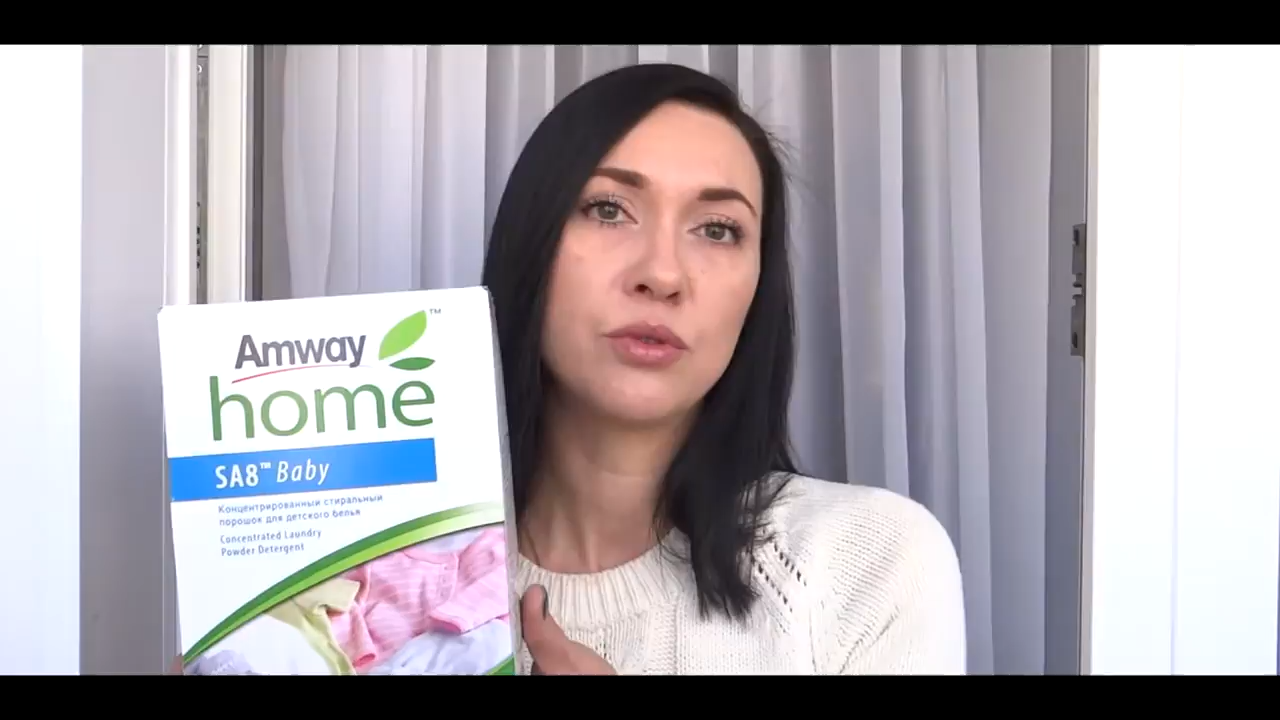 Amway™
home
SA8™ Baby
Концентрированный стиральный
порошок для детского белья
Concentrated Laundry
Powder Detergent